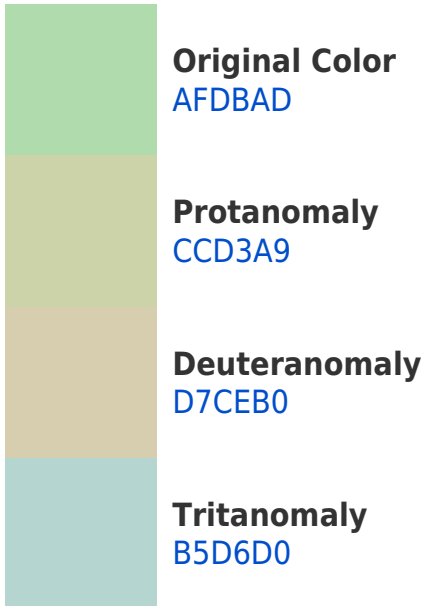 Original Color
AFDBAD
Protanomaly
CCD3A9
Deuteranomaly
D7CEB0
Tritanomaly
B5D6D0